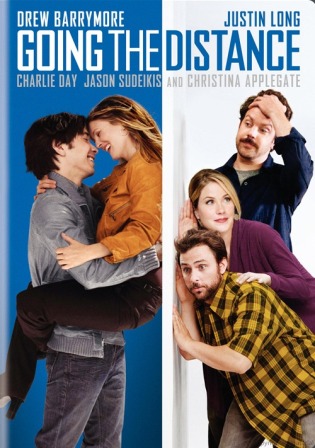 DREW BARRYMORE JUSTIN LONG
GOING THE DISTANCE
CHARLIE DAY JASON SUDEIKIS AND CHRISTINA APPLEGATE